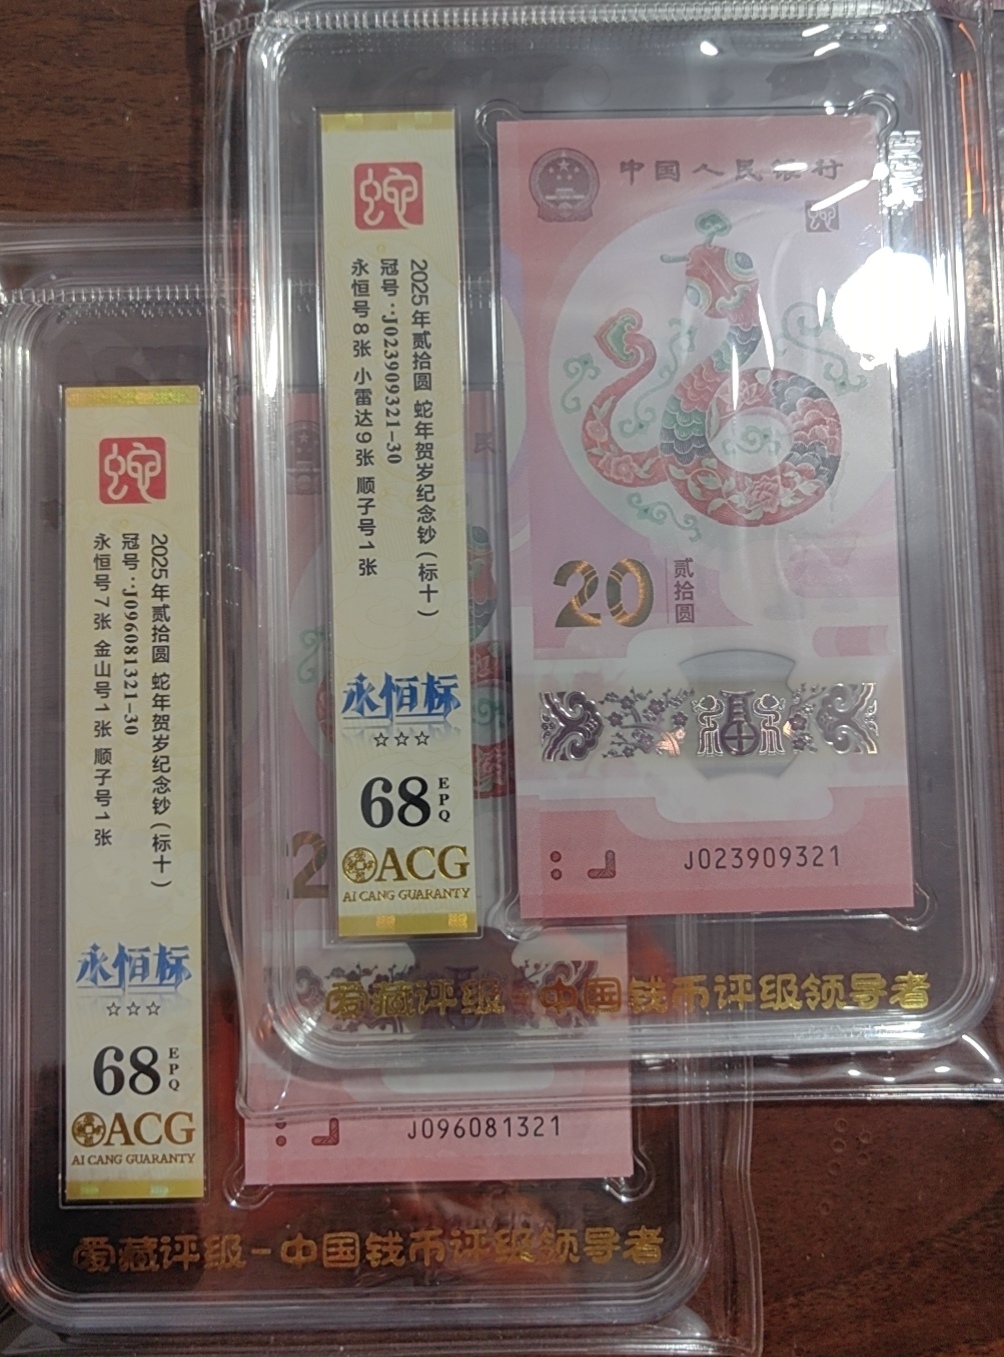 蛇
2025年贰拾圆 蛇年贺岁纪念钞(标十)
冠号:J023909321-30
永恒号8张 小雷达9张 顺子号1张
永恒标
☆☆☆
68 EPQ
ACG
AI CANG GUARANTY
中国人民银行
蛇
20 贰拾圆
J023909321
爱藏评级-中国钱币评级领导者
蛇
2025年贰拾圆 蛇年贺岁纪念钞(标十)
冠号:J096081321-30
永恒号7张 金山号1张 顺子号1张
永恒标
☆☆☆
68 EPQ
ACG
AI CANG GUARANTY
民
2
J096081321
爱藏评级-中国钱币评级领导者